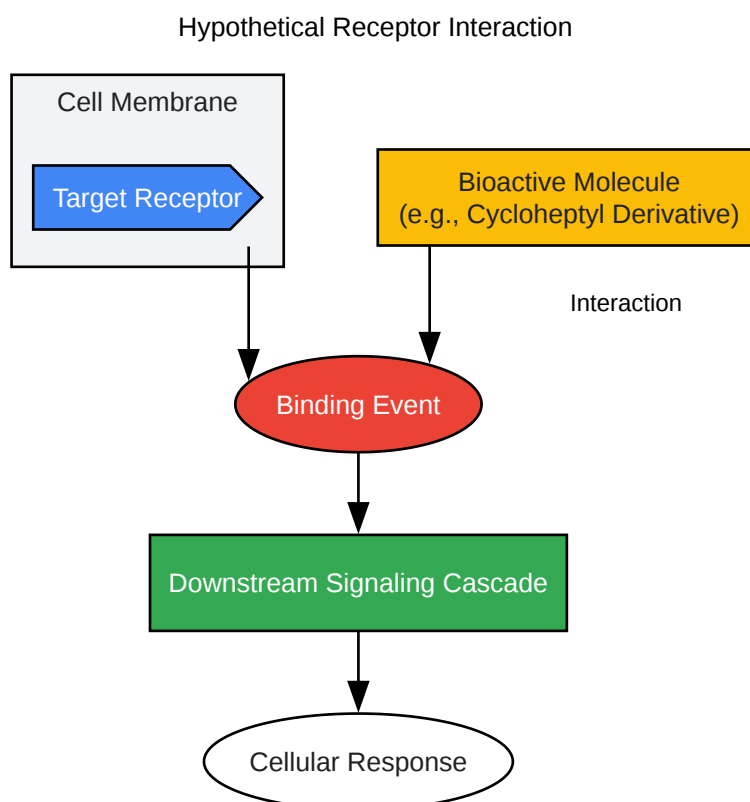 Hypothetical Receptor Interaction
Cell Membrane
Target Receptor
Bioactive Molecule
(e.g., Cycloheptyl Derivative)
Interaction
Binding Event
Downstream Signaling Cascade
Cellular Response